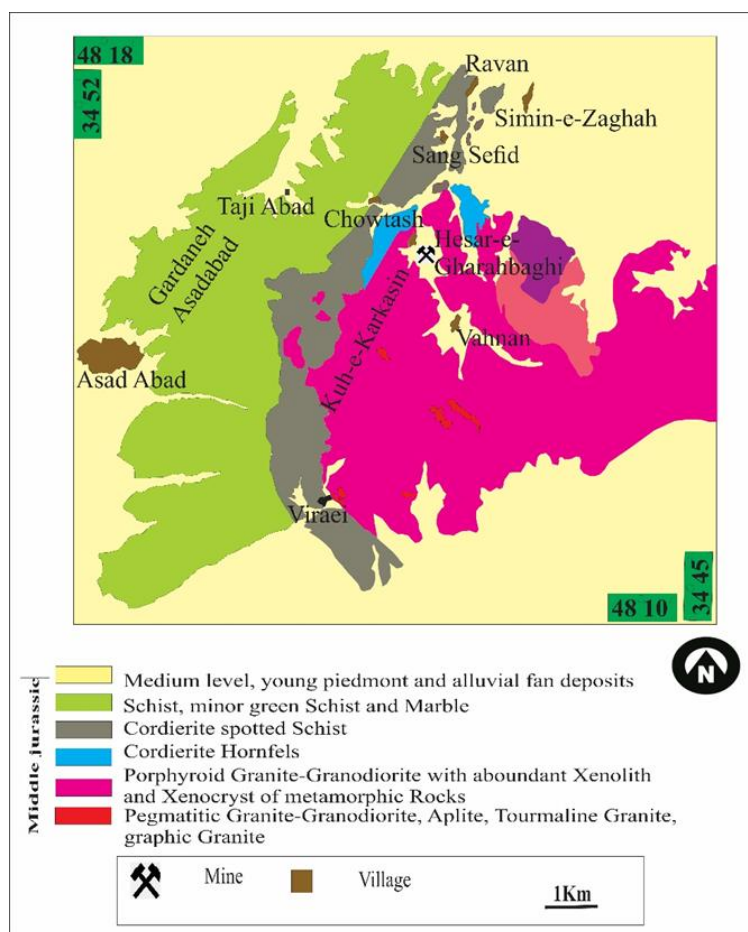 48 18
34 52
Ravan
Simin-e-Zaghah
Sang Sefid
Taji Abad
Chowtash
Hesar-e-
Gharahbaghi
Gardaneh
Asadabad
Kuh-e-Karkasin
Vahnan
Asad Abad
Viraei
48 10
34 45
N
Middle jurassic
Medium level, young piedmont and alluvial fan deposits
Schist, minor green Schist and Marble
Cordierite spotted Schist
Cordierite Hornfels
Porphyroid Granite-Granodiorite with aboundant Xenolith
and Xenocryst of metamorphic Rocks
Pegmatitic Granite-Granodiorite, Aplite, Tourmaline Granite,
graphic Granite
Mine
Village
1Km